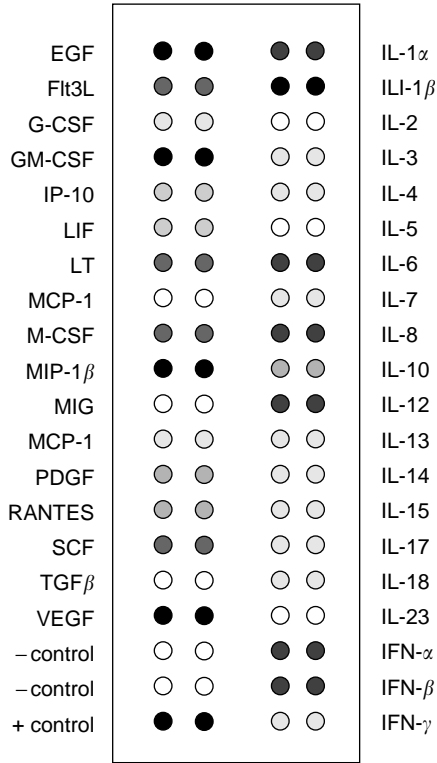 EGF IL-1α
Flt3L ILI-1β
G-CSF IL-2
GM-CSF IL-3
IP-10 IL-4
LIF IL-5
LT IL-6
MCP-1 IL-7
M-CSF IL-8
MIP-1β IL-10
MIG IL-12
MCP-1 IL-13
PDGF IL-14
RANTES IL-15
SCF IL-17
TGFβ IL-18
VEGF IL-23
– control IFN-α
– control IFN-β
+ control IFN-γ